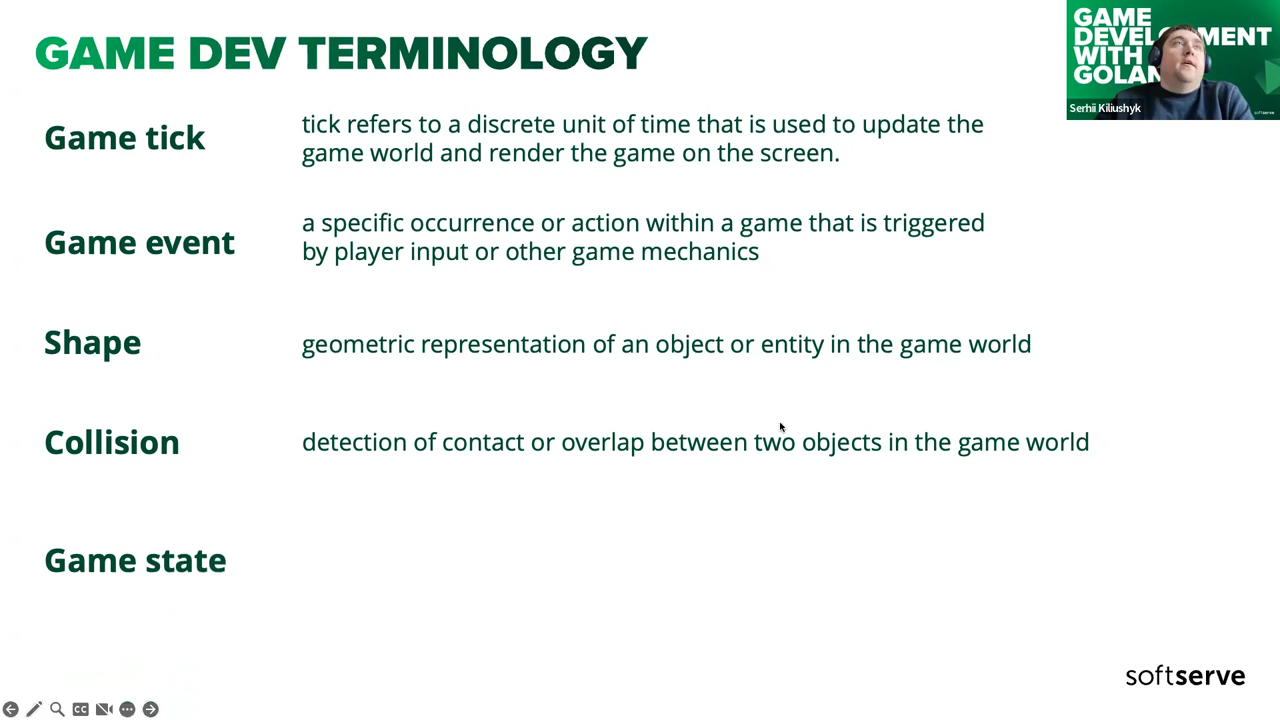 GAME DEV TERMINOLOGY
Game tick
tick refers to a discrete unit of time that is used to update the
game world and render the game on the screen.
Game event
a specific occurrence or action within a game that is triggered
by player input or other game mechanics
Shape
geometric representation of an object or entity in the game world
Collision
detection of contact or overlap between two objects in the game world
Game state
GAME
DEVEL MENT
WITH
GOLAN
Serhii Kiliushyk
softserve
softserve
CC